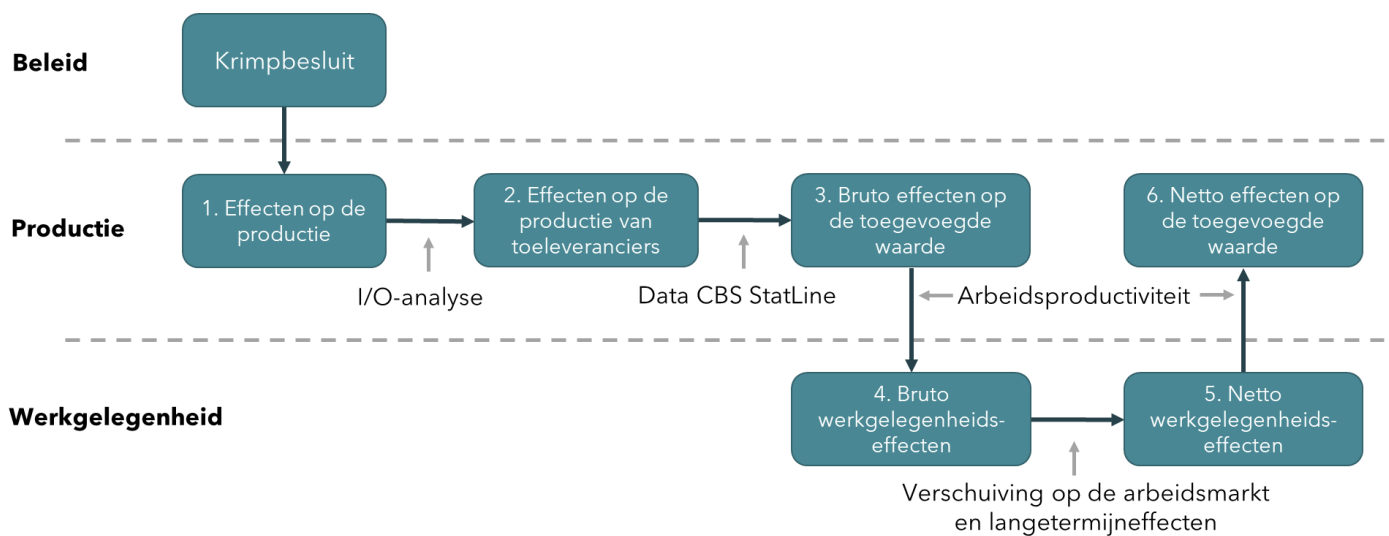 Beleid
Krimpbesluit
Productie
1. Effecten op de
productie
2. Effecten op de
productie van
toeleveranciers
3. Bruto effecten op
de toegevoegde
waarde
6. Netto effecten op
de toegevoegde
waarde
I/O-analyse
Data CBS StatLine
Arbeidsproductiviteit
Werkgelegenheid
4. Bruto
werkgelegenheids-
effecten
5. Netto
werkgelegenheids-
effecten
Verschuiving op de arbeidsmarkt
en langetermijneffecten